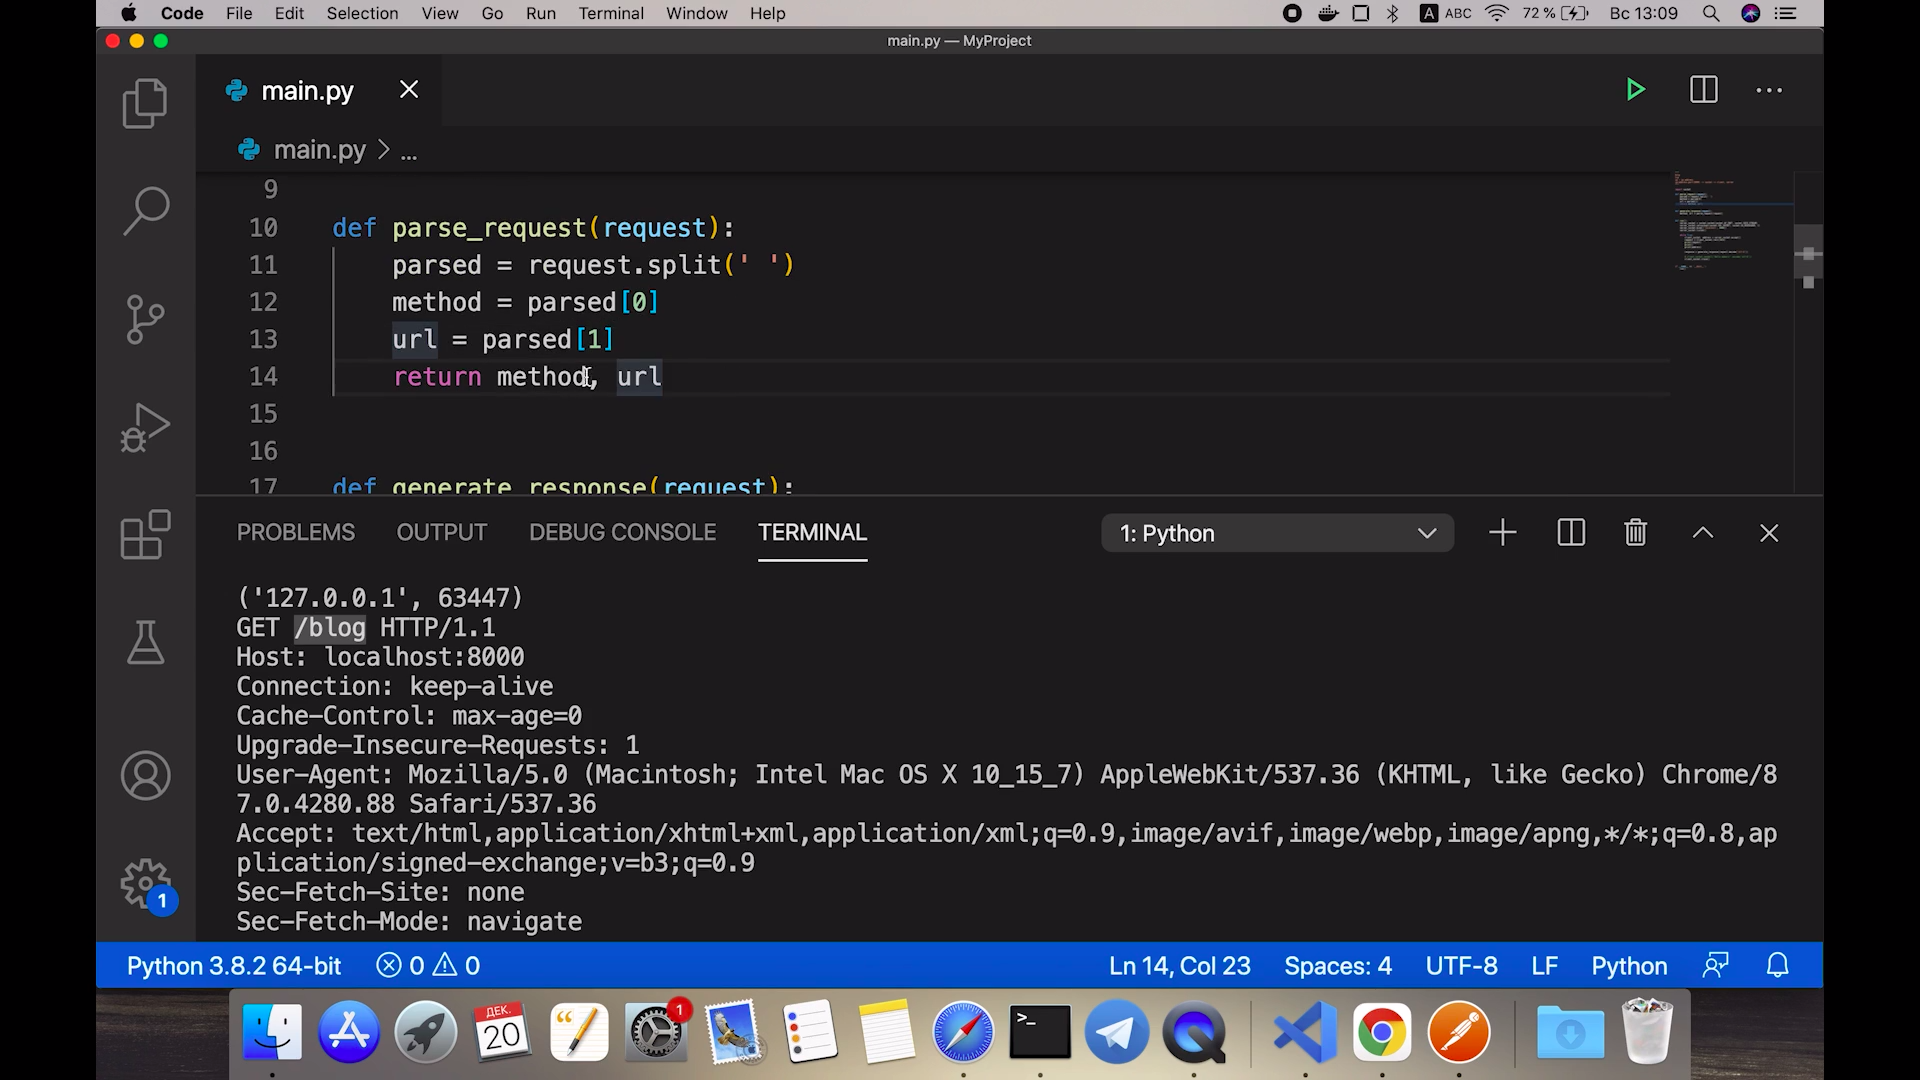 Code File Edit Selection View Go Run Terminal Window Help A ABC 72 % Вс 13:09
main.py — MyProject
main.py
main.py > ...
9
10 def parse_request(request):
11 parsed = request.split(' ')
12 method = parsed[0]
13 url = parsed[1]
14 return method, url
15
16
17 def generate_response(request):
PROBLEMS OUTPUT DEBUG CONSOLE TERMINAL 1: Python
('127.0.0.1', 63447)
GET /blog HTTP/1.1
Host: localhost:8000
Connection: keep-alive
Cache-Control: max-age=0
Upgrade-Insecure-Requests: 1
User-Agent: Mozilla/5.0 (Macintosh; Intel Mac OS X 10_15_7) AppleWebKit/537.36 (KHTML, like Gecko) Chrome/8
7.0.4280.88 Safari/537.36
Accept: text/html,application/xhtml+xml,application/xml;q=0.9,image/avif,image/webp,image/apng,*/*;q=0.8,ap
plication/signed-exchange;v=b3;q=0.9
Sec-Fetch-Site: none
Sec-Fetch-Mode: navigate
1
Python 3.8.2 64-bit 0 0 Ln 14, Col 23 Spaces: 4 UTF-8 LF Python
ДЕК.
20
1